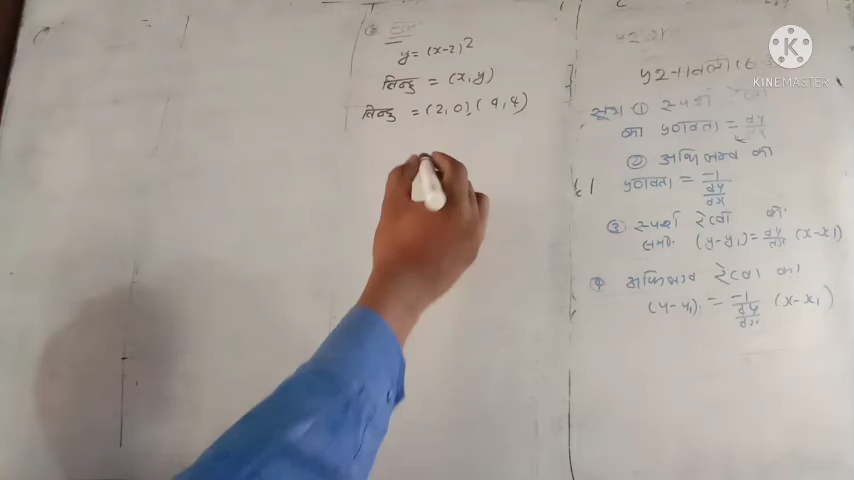 y = (x-2)²
बिन्दु = (x, y)
बिन्दु = (2, 0), (4, 4)
सूत्र ① स्पर्श रेखा
का प्रवणता = dy/dx
② अभिलम्ब की
प्रवणता = -1/(dy/dx)
③ स्पर्श रेखा का
समी० (y-y₁) = dy/dx (x-x₁)
④ अभिलम्ब रेखा का
(y-y₁) = -1/(dy/dx) (x-x₁)
KINEMASTER